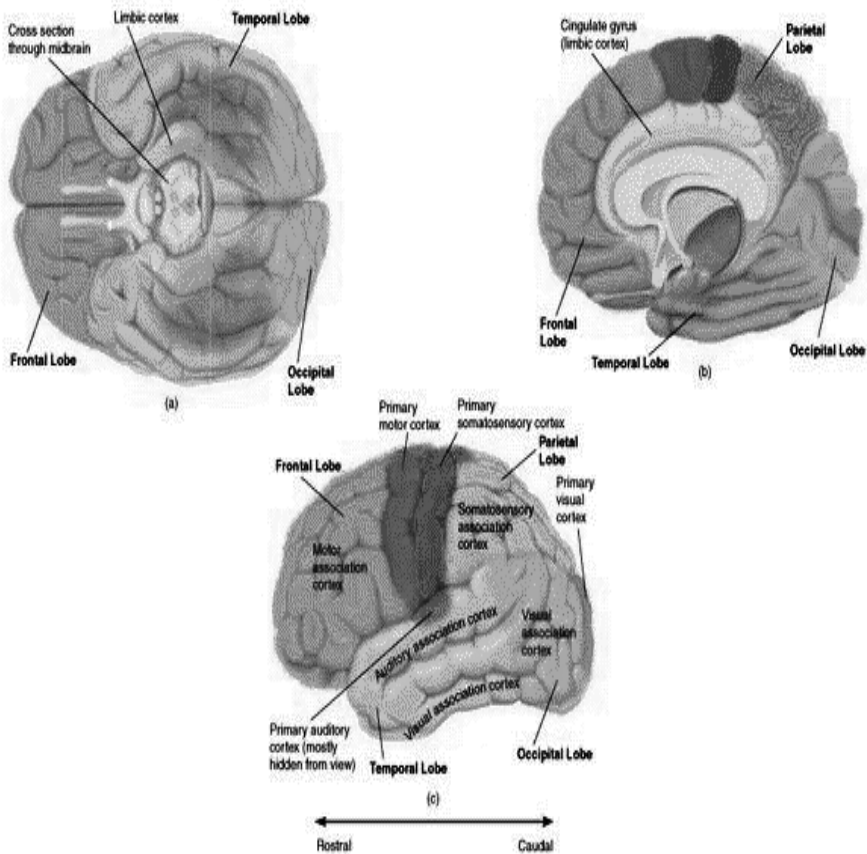 Cross section
through midbrain
Limbic cortex
Temporal Lobe
Frontal Lobe
Occipital
Lobe
(a)
Cingulate gyrus
(limbic cortex)
Parietal
Lobe
Frontal
Lobe
Temporal Lobe
Occipital Lobe
(b)
Primary
motor cortex
Primary
somatosensory cortex
Frontal Lobe
Parietal
Lobe
Primary
visual
cortex
Somatosensory
association
cortex
Motor
association
cortex
Auditory association cortex
Visual
association
cortex
Visual association cortex
Primary auditory
cortex (mostly
hidden from view)
Temporal Lobe
Occipital Lobe
(c)
Rostral
Caudal